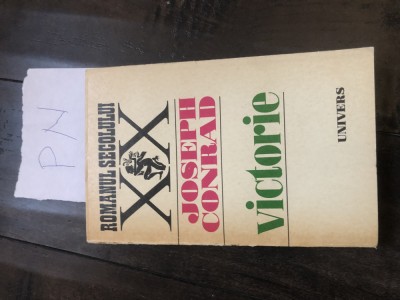 PN
ROMANUL SECOLULUI
XX
JOSEPH
CONRAD
victorie
UNIVERS